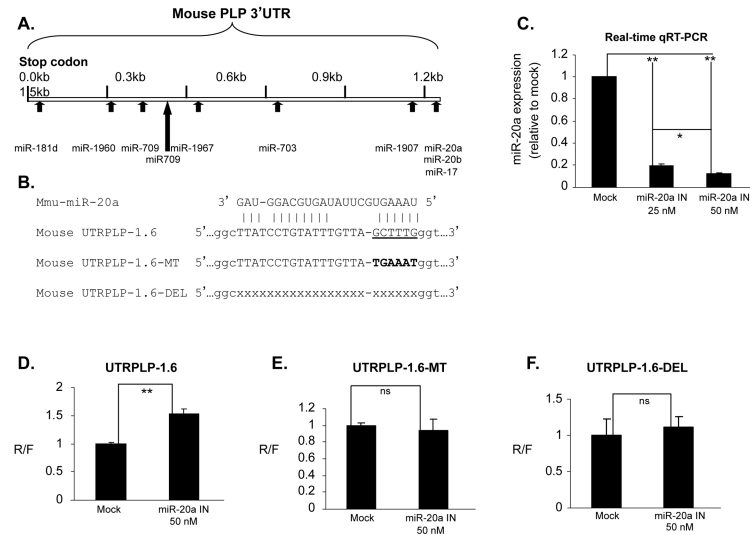 A.
Mouse PLP 3’UTR
Stop codon
0.0kb 0.3kb 0.6kb 0.9kb 1.2kb
1.5kb
miR-181d miR-1960 miR-709 miR-1967 miR-703 miR-1907 miR-20a
miR709 miR-20b
miR-17
B.
Mmu-miR-20a 3’ GAU-GGACGUGAUAUUCGUGAAAU 5’
Mouse UTRPLP-1.6 5’…ggcTTATCCTGTATTTGTTA-GCTTTGggt…3’
Mouse UTRPLP-1.6-MT 5’…ggcTTATCCTGTATTTGTTA-TGAAATggt…3’
Mouse UTRPLP-1.6-DEL 5’…ggcxxxxxxxxxxxxxxxxx-xxxxxxggt…3’
C.
Real-time qRT-PCR
miR-20a expression
(relative to mock)
1.2
1
0.8
0.6
0.4
0.2
0
** **
*
Mock miR-20a IN miR-20a IN
25 nM 50 nM
D.
UTRPLP-1.6
R/F
2
1.5
1
0.5
0
**
Mock miR-20a IN
50 nM
E.
UTRPLP-1.6-MT
R/F
1.2
1
0.8
0.6
0.4
0.2
0
ns
Mock miR-20a IN
50 nM
F.
UTRPLP-1.6-DEL
R/F
2
1.5
1
0.5
0
ns
Mock miR-20a IN
50 nM